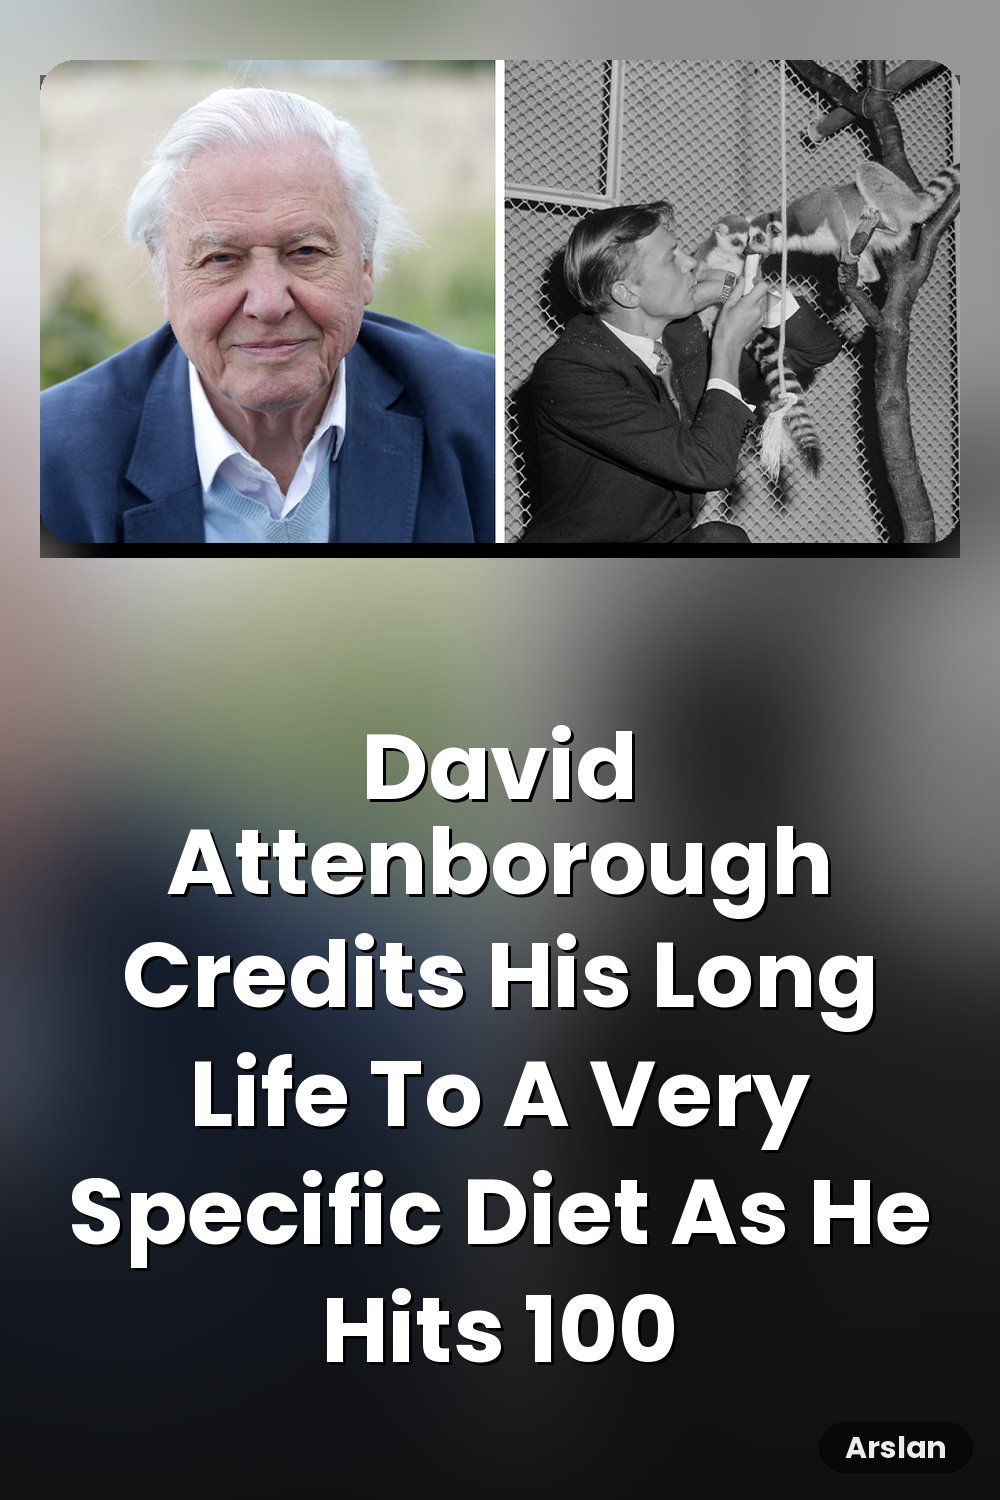 David
Attenborough
Credits His Long
Life To A Very
Specific Diet As He
Hits 100
Arslan